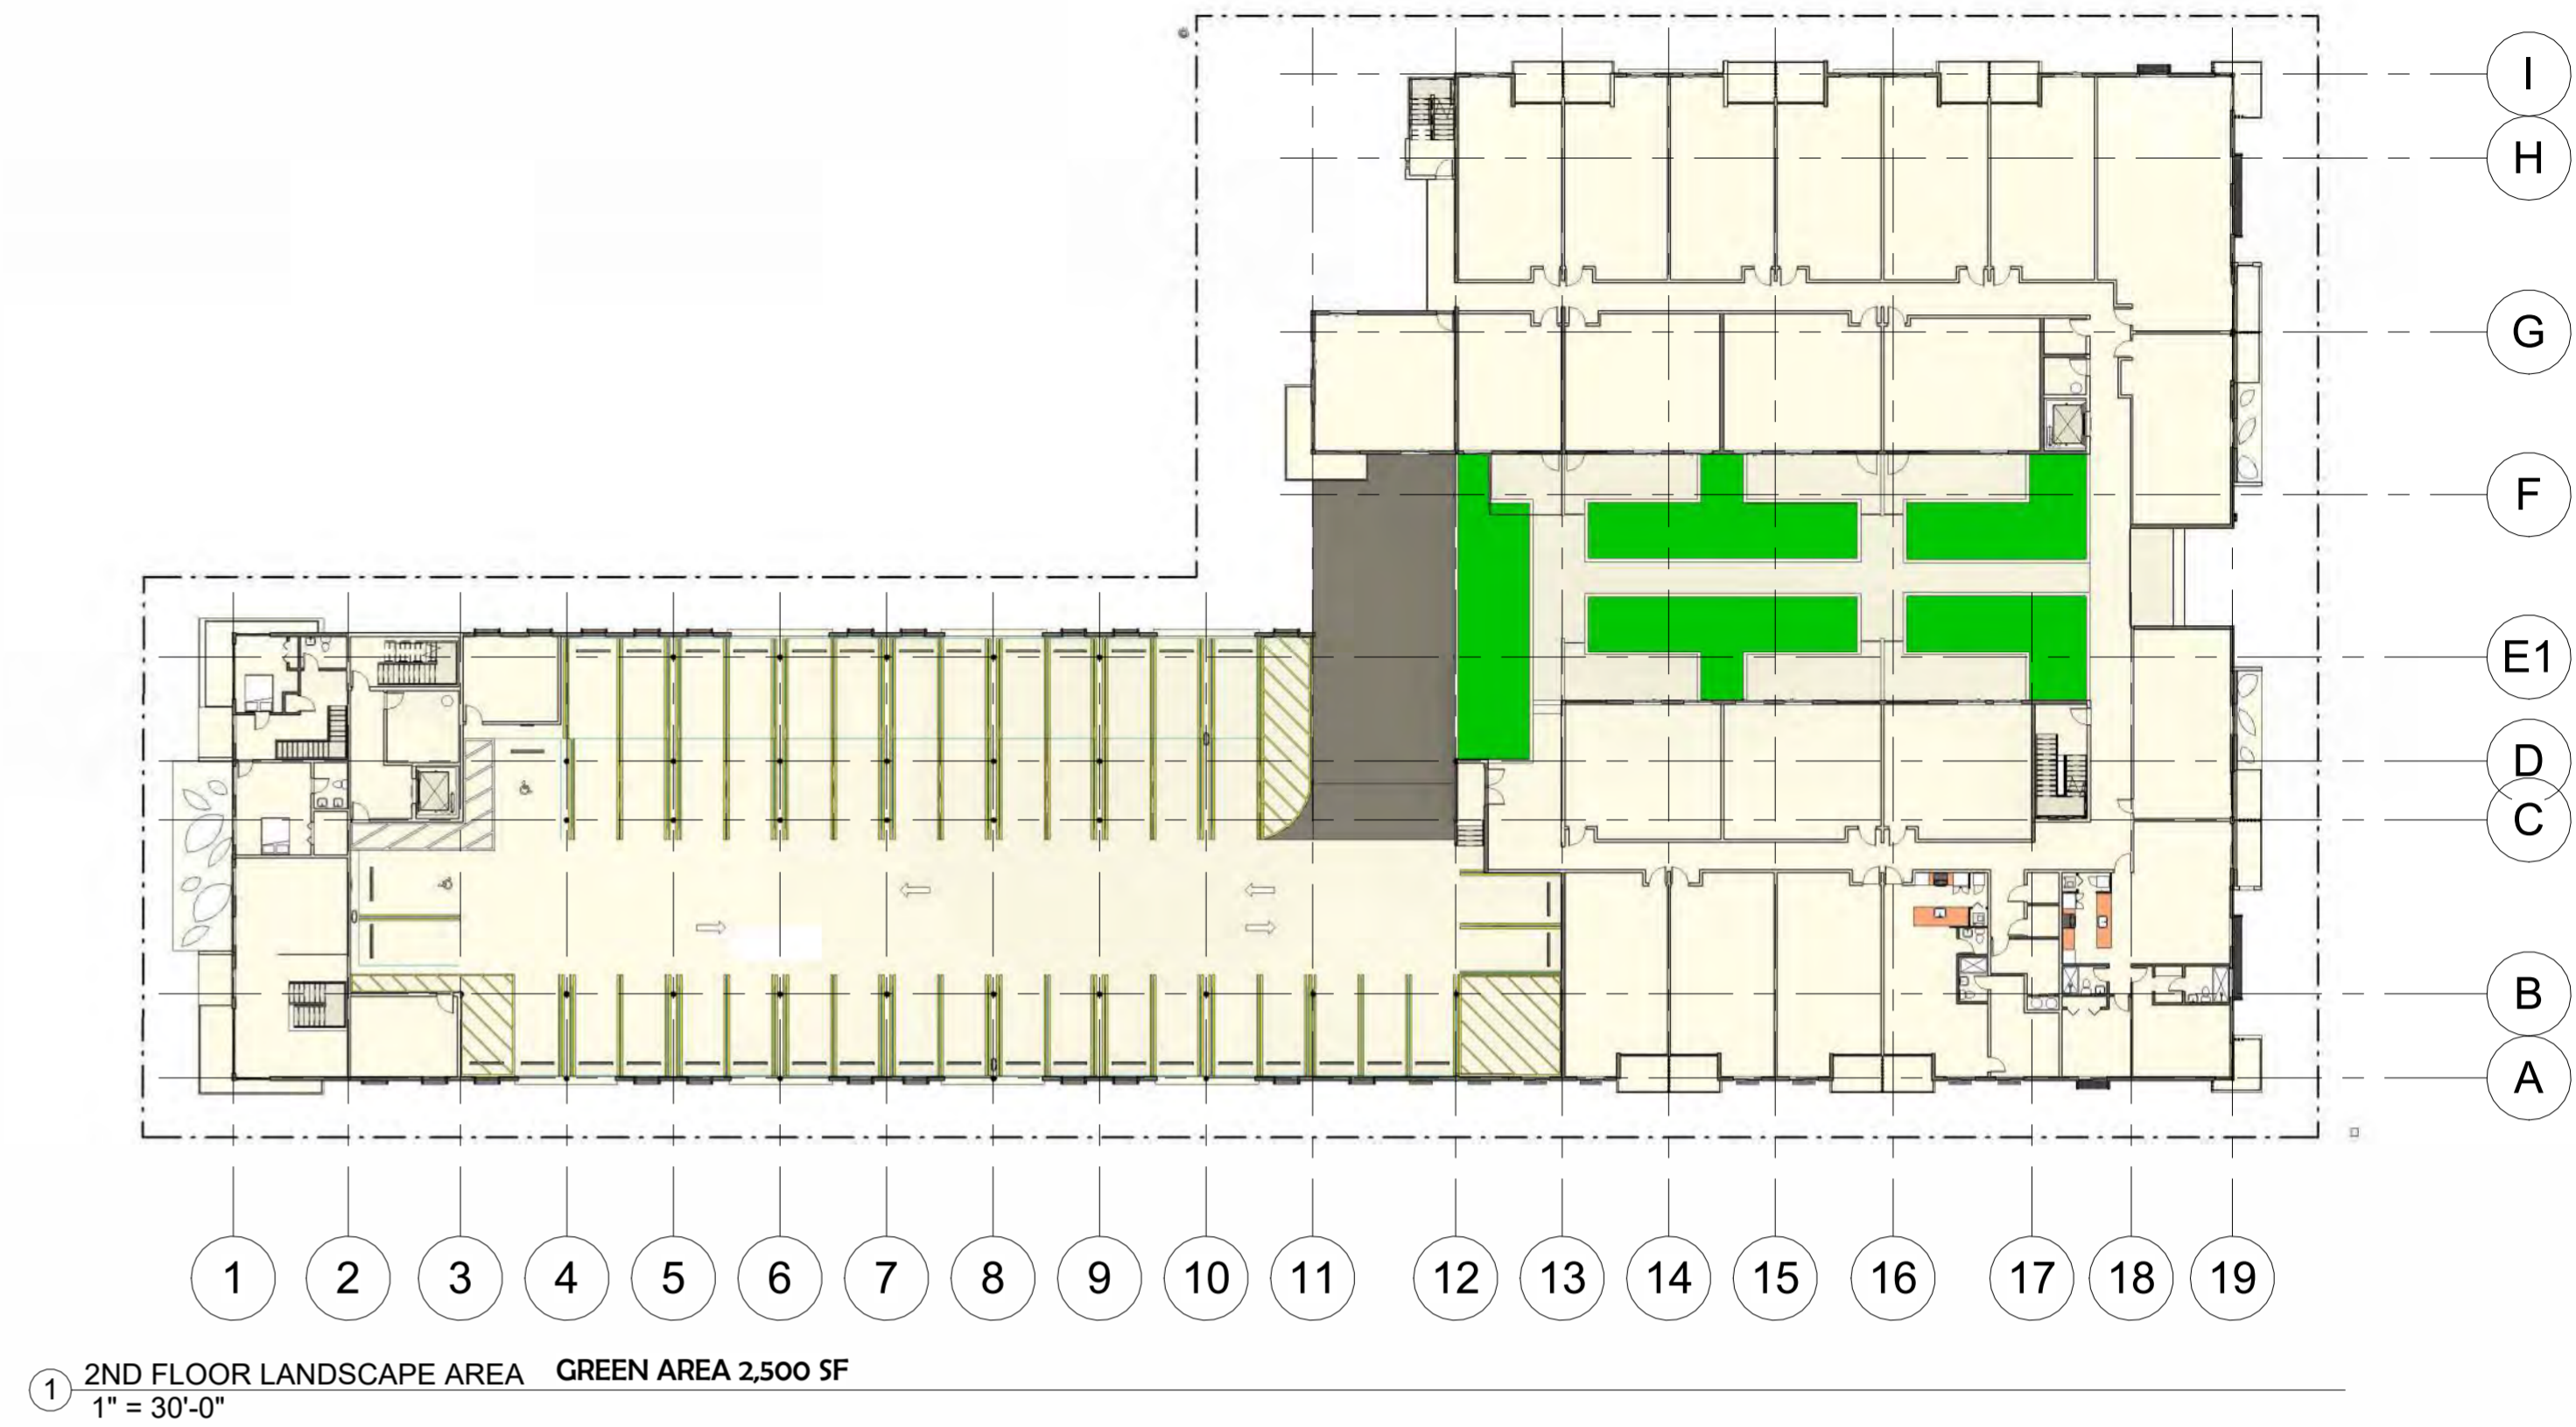 I
H
G
F
E1
D
C
B
A
1 2 3 4 5 6 7 8 9 10 11 12 13 14 15 16 17 18 19
1 2ND FLOOR LANDSCAPE AREA GREEN AREA 2,500 SF
1" = 30'-0"